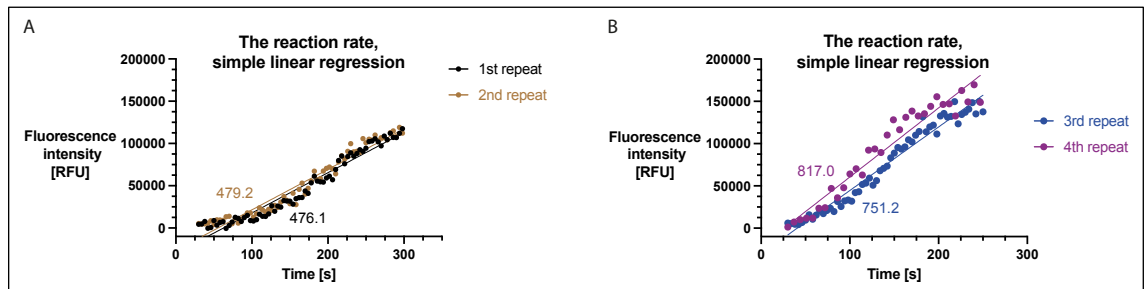 A
The reaction rate,
simple linear regression
200000
150000
100000
50000
0
Fluorescence
intensity
[RFU]
479.2
476.1
0
100
200
300
Time [s]
1st repeat
2nd repeat
B
The reaction rate,
simple linear regression
200000
150000
100000
50000
0
Fluorescence
intensity
[RFU]
817.0
751.2
0
100
200
300
Time [s]
3rd repeat
4th repeat